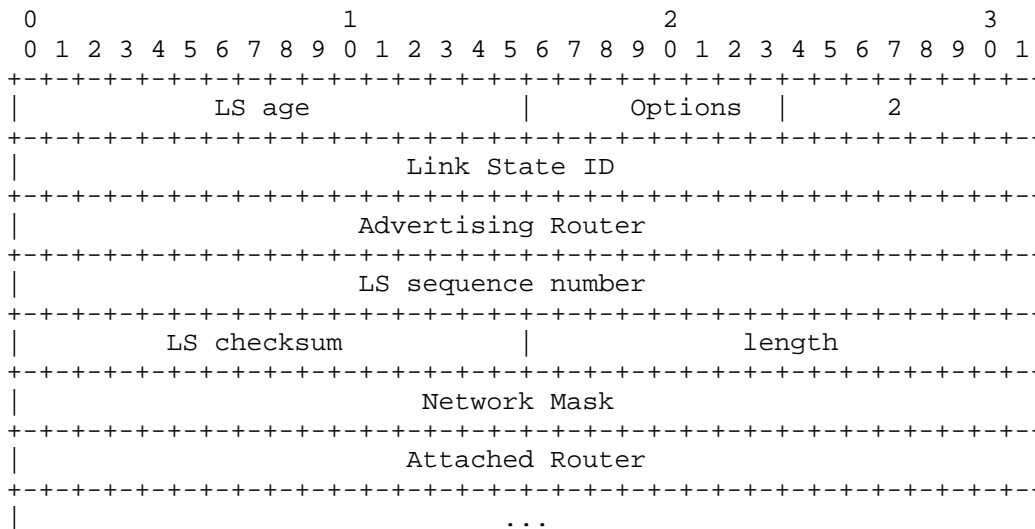 0 1 2 3
0 1 2 3 4 5 6 7 8 9 0 1 2 3 4 5 6 7 8 9 0 1 2 3 4 5 6 7 8 9 0 1
+-+-+-+-+-+-+-+-+-+-+-+-+-+-+-+-+-+-+-+-+-+-+-+-+-+-+-+-+-+-+-+-+-
| LS age | Options | 2
+-+-+-+-+-+-+-+-+-+-+-+-+-+-+-+-+-+-+-+-+-+-+-+-+-+-+-+-+-+-+-+-+-
| Link State ID
+-+-+-+-+-+-+-+-+-+-+-+-+-+-+-+-+-+-+-+-+-+-+-+-+-+-+-+-+-+-+-+-+-
| Advertising Router
+-+-+-+-+-+-+-+-+-+-+-+-+-+-+-+-+-+-+-+-+-+-+-+-+-+-+-+-+-+-+-+-+-
| LS sequence number
+-+-+-+-+-+-+-+-+-+-+-+-+-+-+-+-+-+-+-+-+-+-+-+-+-+-+-+-+-+-+-+-+-
| LS checksum | length
+-+-+-+-+-+-+-+-+-+-+-+-+-+-+-+-+-+-+-+-+-+-+-+-+-+-+-+-+-+-+-+-+-
| Network Mask
+-+-+-+-+-+-+-+-+-+-+-+-+-+-+-+-+-+-+-+-+-+-+-+-+-+-+-+-+-+-+-+-+-
| Attached Router
+-+-+-+-+-+-+-+-+-+-+-+-+-+-+-+-+-+-+-+-+-+-+-+-+-+-+-+-+-+-+-+-+-
| ...